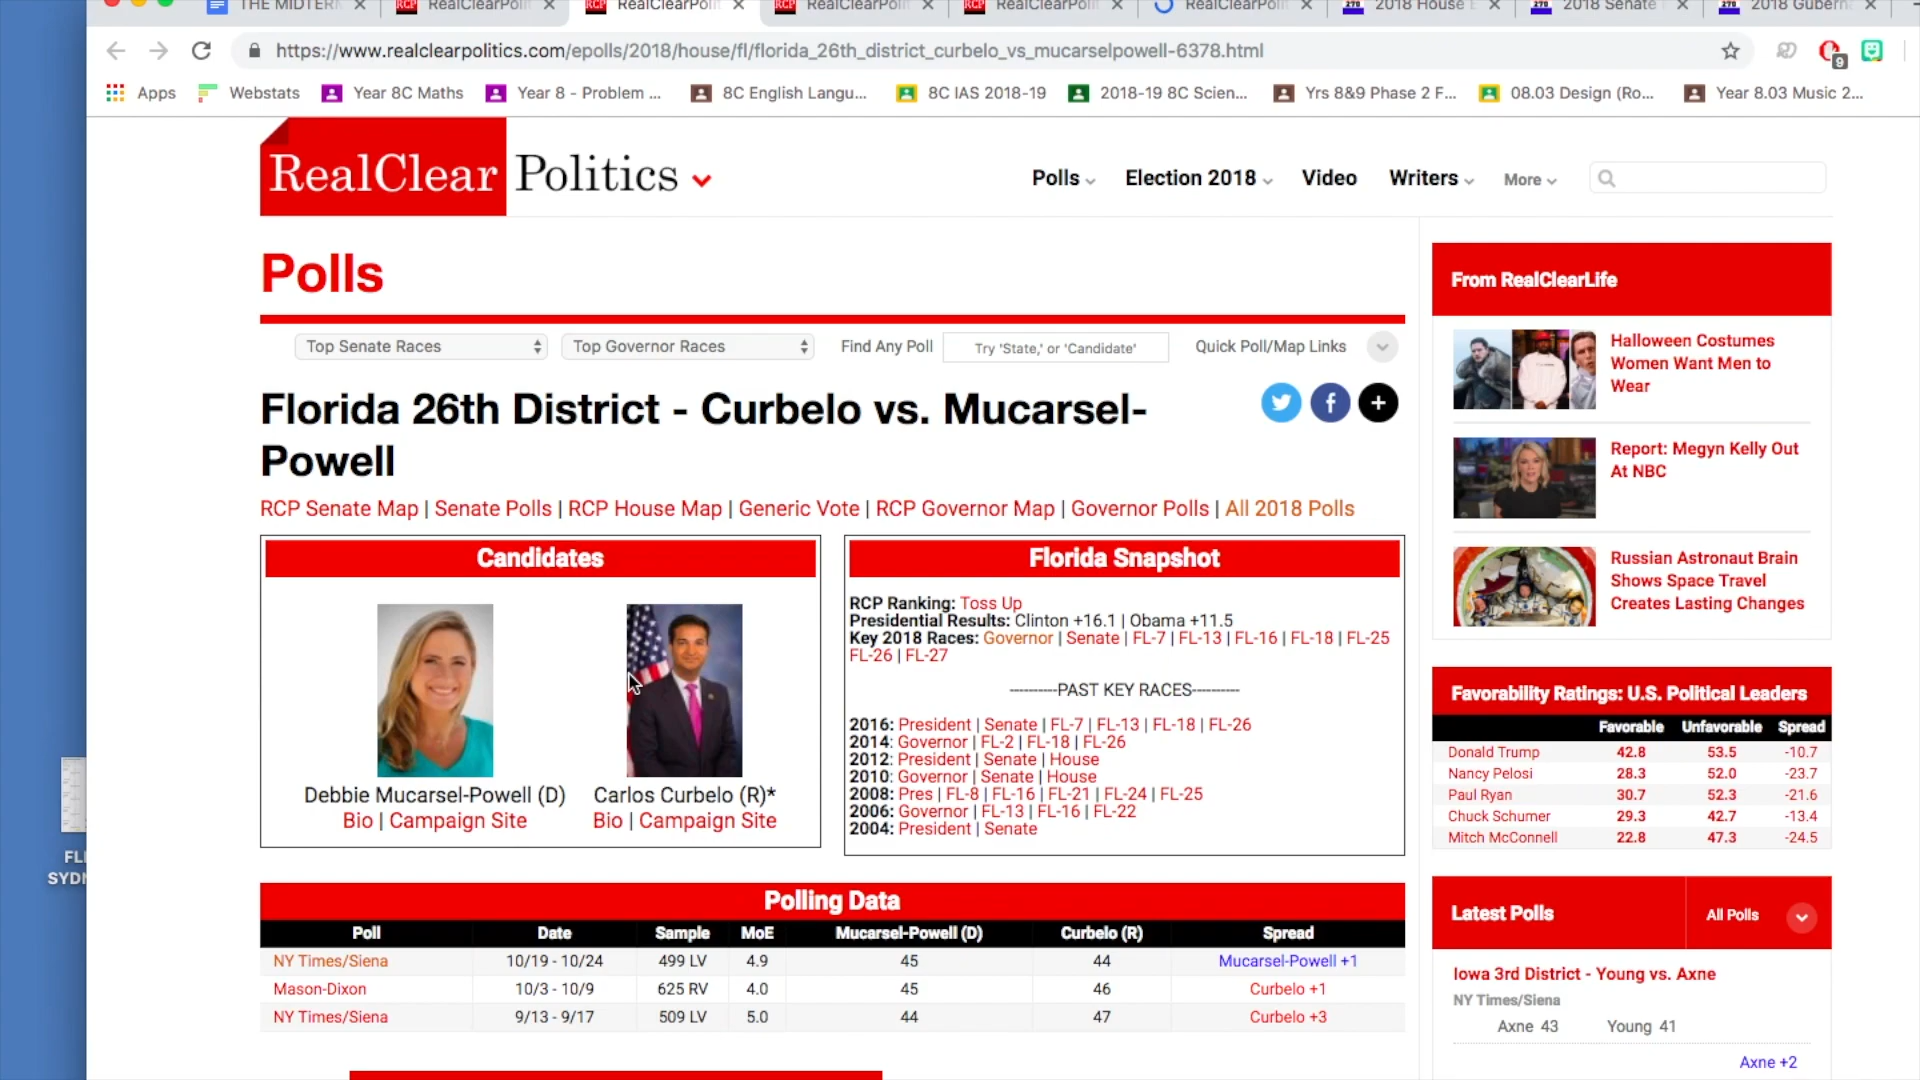 THE MIDTERM
RealClearPolit
RealClearPolit
RealClearPolit
RealClearPolit
RealClearPolit
2018 House E
2018 Senate
2018 Guberna
https://www.realclearpolitics.com/epolls/2018/house/fl/florida_26th_district_curbelo_vs_mucarselpowell-6378.html
9
Apps
Webstats
Year 8C Maths
Year 8 - Problem ...
8C English Langu...
8C IAS 2018-19
2018-19 8C Scien...
Yrs 8&9 Phase 2 F...
08.03 Design (Ro...
Year 8.03 Music 2...
RealClear Politics
Polls
Election 2018
Video
Writers
More
Polls
Top Senate Races
Top Governor Races
Find Any Poll
Try 'State,' or 'Candidate'
Quick Poll/Map Links
Florida 26th District - Curbelo vs. Mucarsel-
Powell
RCP Senate Map | Senate Polls | RCP House Map | Generic Vote | RCP Governor Map | Governor Polls | All 2018 Polls
Candidates
Debbie Mucarsel-Powell (D)
Bio | Campaign Site
Carlos Curbelo (R)*
Bio | Campaign Site
Florida Snapshot
RCP Ranking: Toss Up
Presidential Results: Clinton +16.1 | Obama +11.5
Key 2018 Races: Governor | Senate | FL-7 | FL-13 | FL-16 | FL-18 | FL-25
FL-26 | FL-27
----------PAST KEY RACES----------
2016: President | Senate | FL-7 | FL-13 | FL-18 | FL-26
2014: Governor | FL-2 | FL-18 | FL-26
2012: President | Senate | House
2010: Governor | Senate | House
2008: Pres | FL-8 | FL-16 | FL-21 | FL-24 | FL-25
2006: Governor | FL-13 | FL-16 | FL-22
2004: President | Senate
Polling Data
Poll Date Sample MoE Mucarsel-Powell (D) Curbelo (R) Spread
NY Times/Siena 10/19 - 10/24 499 LV 4.9 45 44 Mucarsel-Powell +1
Mason-Dixon 10/3 - 10/9 625 RV 4.0 45 46 Curbelo +1
NY Times/Siena 9/13 - 9/17 509 LV 5.0 44 47 Curbelo +3
From RealClearLife
Halloween Costumes
Women Want Men to
Wear
Report: Megyn Kelly Out
At NBC
Russian Astronaut Brain
Shows Space Travel
Creates Lasting Changes
Favorability Ratings: U.S. Political Leaders
Favorable Unfavorable Spread
Donald Trump 42.8 53.5 -10.7
Nancy Pelosi 28.3 52.0 -23.7
Paul Ryan 30.7 52.3 -21.6
Chuck Schumer 29.3 42.7 -13.4
Mitch McConnell 22.8 47.3 -24.5
Latest Polls
All Polls
Iowa 3rd District - Young vs. Axne
NY Times/Siena
Axne 43 Young 41
Axne +2
FLI
SYDN